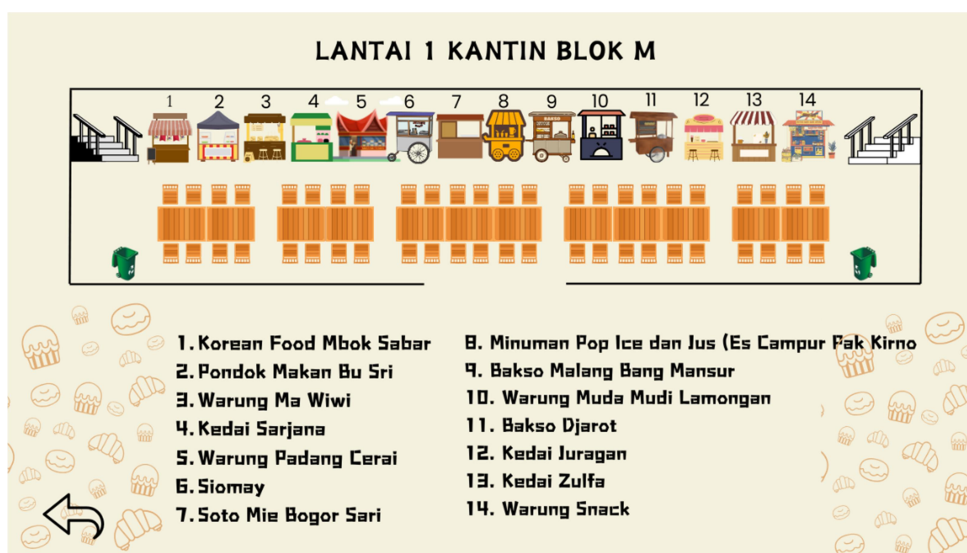 LANTAI 1 KANTIN BLOK M
1 2 3 4 5 6 7 8 9 10 11 12 13 14
1. Korean Food Mbok Sabar
2. Pondok Makan Bu Sri
3. Warung Ma Wiwi
4. Kedai Sarjana
5. Warung Padang Cerai
6. Siomay
7. Soto Mie Bogor Sari
8. Minuman Pop Ice dan Jus (Es Campur Pak Kirno
9. Bakso Malang Bang Mansur
10. Warung Muda Mudi Lamongan
11. Bakso Djarot
12. Kedai Juragan
13. Kedai Zulfa
14. Warung Snack